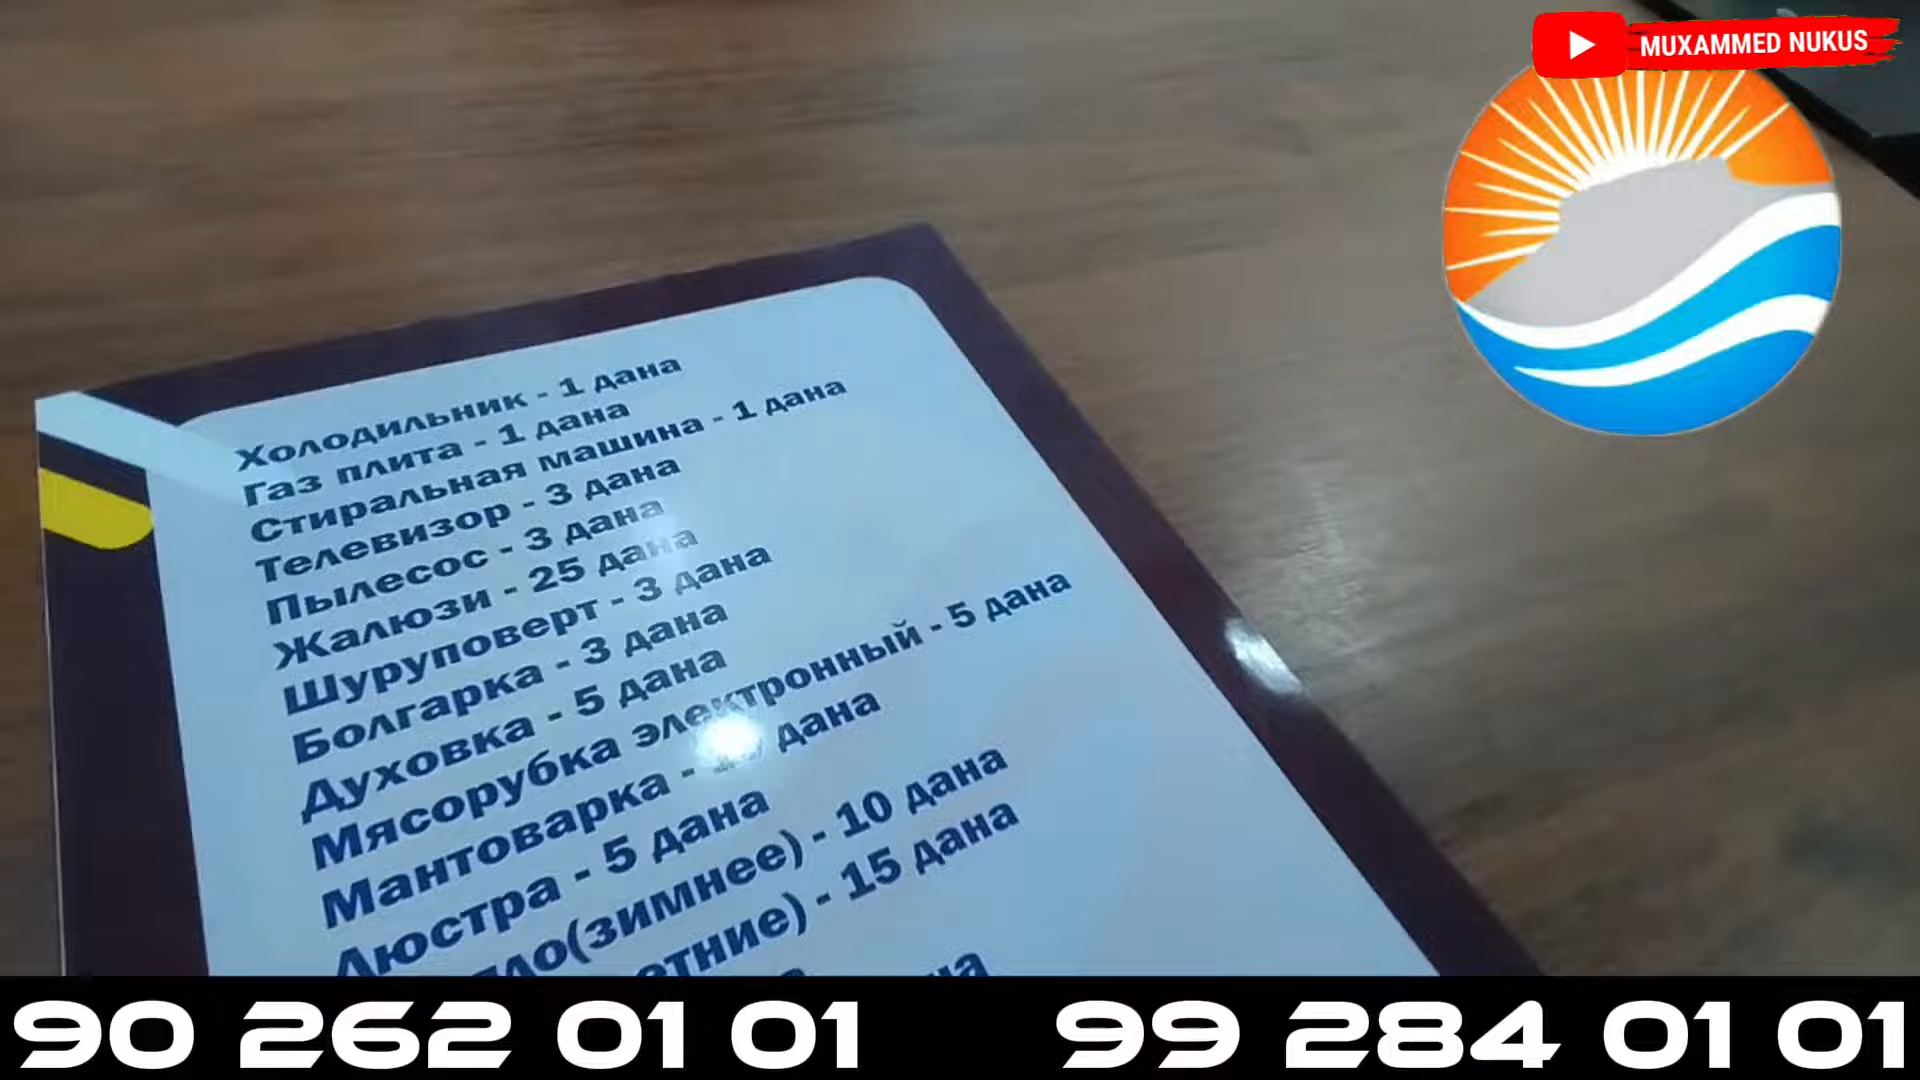 MUXAMMED NUKUS
Холодильник - 1 дана
Газ плита - 1 дана
Стиральная машина - 1 дана
Телевизор - 3 дана
Пылесос - 3 дана
Жалюзи - 25 дана
Шуруповерт - 3 дана
Болгарка - 3 дана
Духовка - 5 дана
Мясорубка электронный - 5 дана
Мантоварка - дана
Люстра - 5 дана
(зимнее) - 10 дана
- 15 дана
90 262 01 01 99 284 01 01